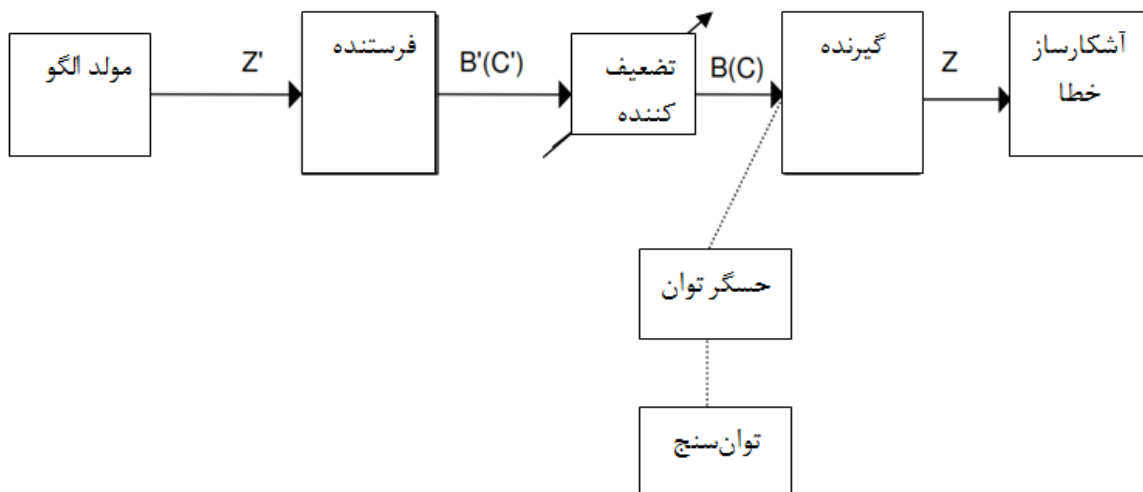 مولد الگو
Z'
فرستنده
B'(C')
تضعیف
کننده
B(C)
گیرنده
Z
آشکارساز
خطا
حسگر توان
توان‌سنج